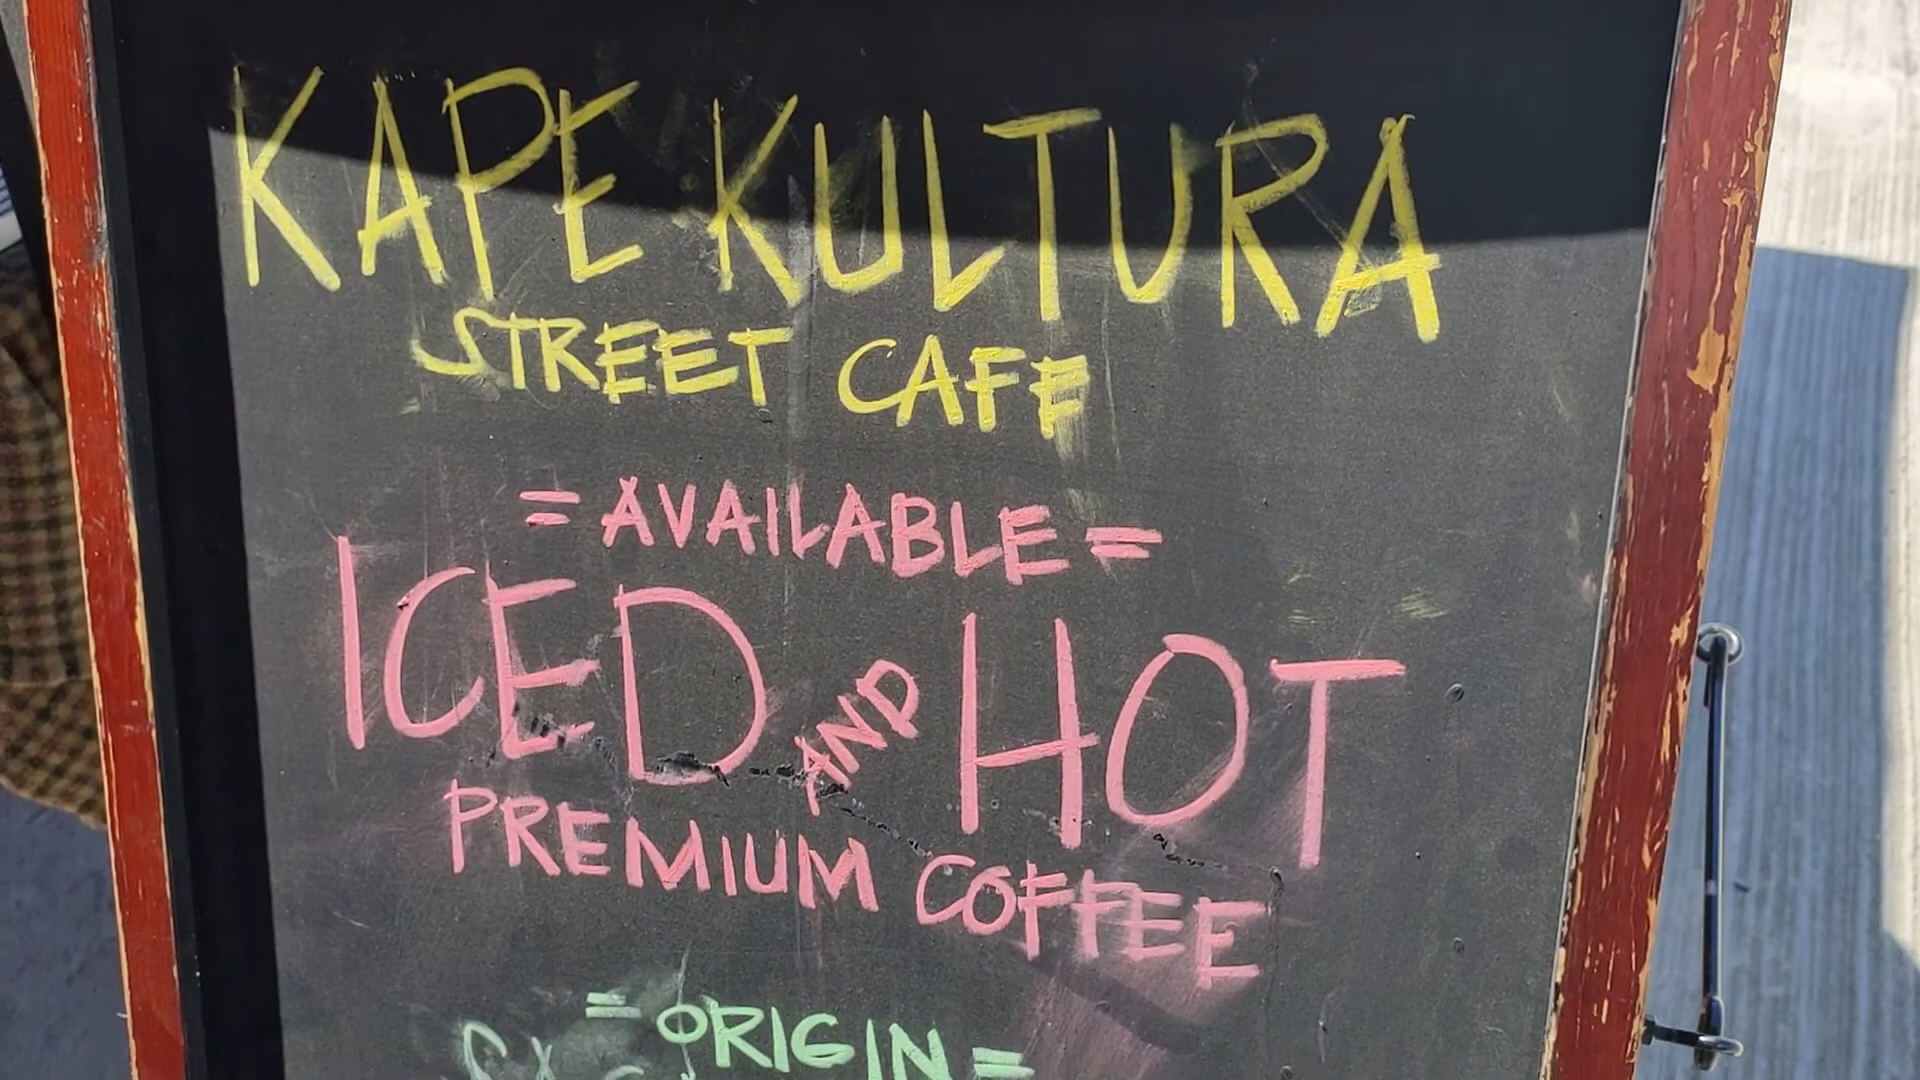 KAPE KULTURA
STREET CAFE
= AVAILABLE =
ICED AND HOT
PREMIUM COFFEE
= ORIGIN =